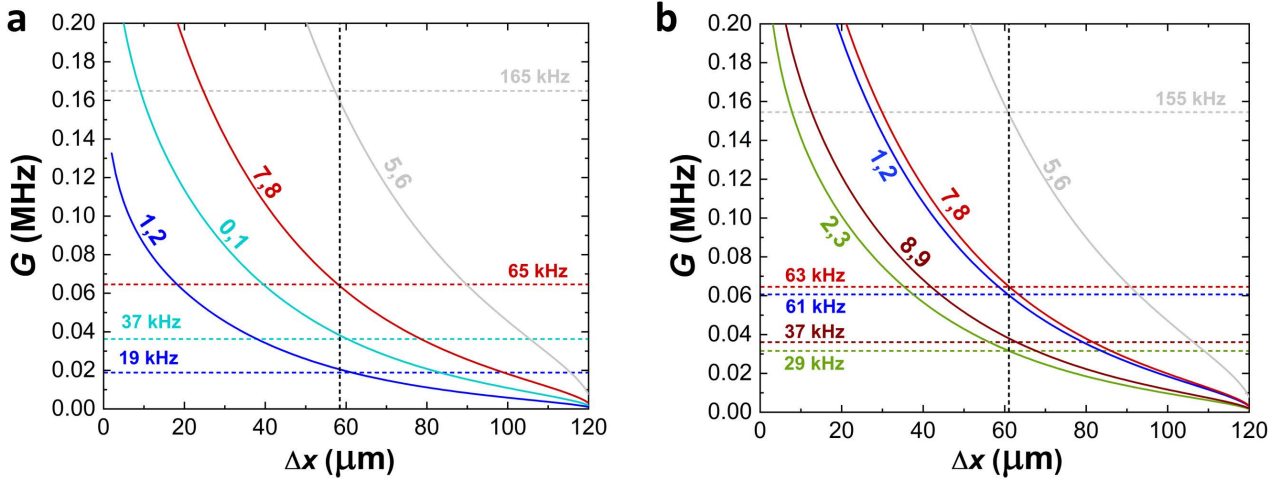 a
0.20
0.18
0.16
0.14
0.12
0.10
0.08
0.06
0.04
0.02
0.00
G (MHz)
165 kHz
5,6
7,8
0,1
1,2
65 kHz
37 kHz
19 kHz
0 20 40 60 80 100 120
Δx (μm)
b
0.20
0.18
0.16
0.14
0.12
0.10
0.08
0.06
0.04
0.02
0.00
G (MHz)
155 kHz
5,6
1,2
7,8
2,3
8,9
63 kHz
61 kHz
37 kHz
29 kHz
0 20 40 60 80 100 120
Δx (μm)